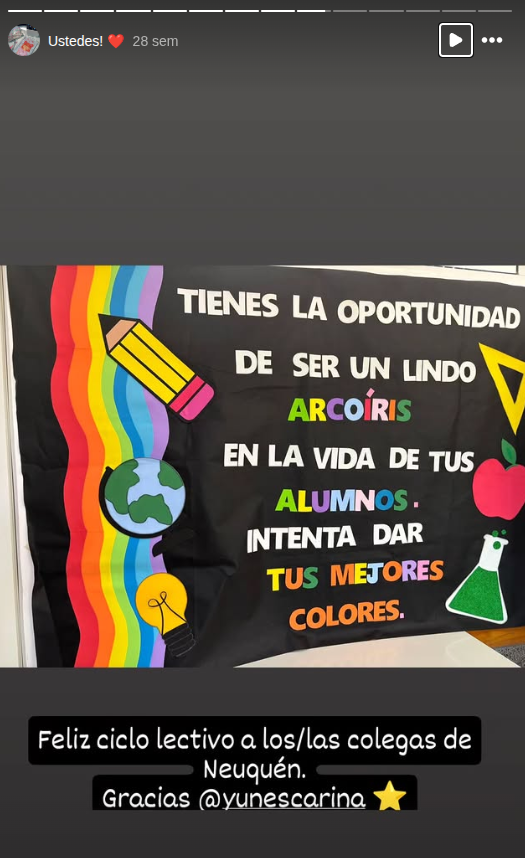 Ustedes! ❤️ 28 sem
TIENES LA OPORTUNIDAD
DE SER UN LINDO
ARCOÍRIS
EN LA VIDA DE TUS
ALUMNOS.
INTENTA DAR
TUS MEJORES
COLORES.
Feliz ciclo lectivo a los/las colegas de
Neuquén.
Gracias @yunescarina ⭐